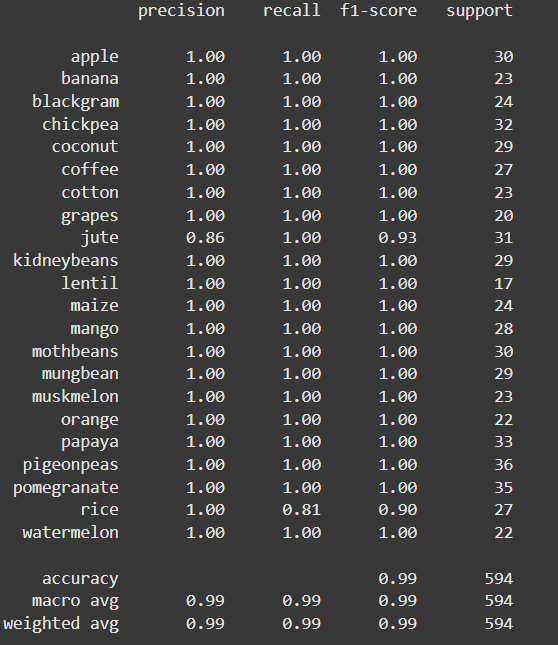 precision recall f1-score support
apple 1.00 1.00 1.00 30
banana 1.00 1.00 1.00 23
blackgram 1.00 1.00 1.00 24
chickpea 1.00 1.00 1.00 32
coconut 1.00 1.00 1.00 29
coffee 1.00 1.00 1.00 27
cotton 1.00 1.00 1.00 23
grapes 1.00 1.00 1.00 20
jute 0.86 1.00 0.93 31
kidneybeans 1.00 1.00 1.00 29
lentil 1.00 1.00 1.00 17
maize 1.00 1.00 1.00 24
mango 1.00 1.00 1.00 28
mothbeans 1.00 1.00 1.00 30
mungbean 1.00 1.00 1.00 29
muskmelon 1.00 1.00 1.00 23
orange 1.00 1.00 1.00 22
papaya 1.00 1.00 1.00 33
pigeonpeas 1.00 1.00 1.00 36
pomegranate 1.00 1.00 1.00 35
rice 1.00 0.81 0.90 27
watermelon 1.00 1.00 1.00 22
accuracy 0.99 594
macro avg 0.99 0.99 0.99 594
weighted avg 0.99 0.99 0.99 594